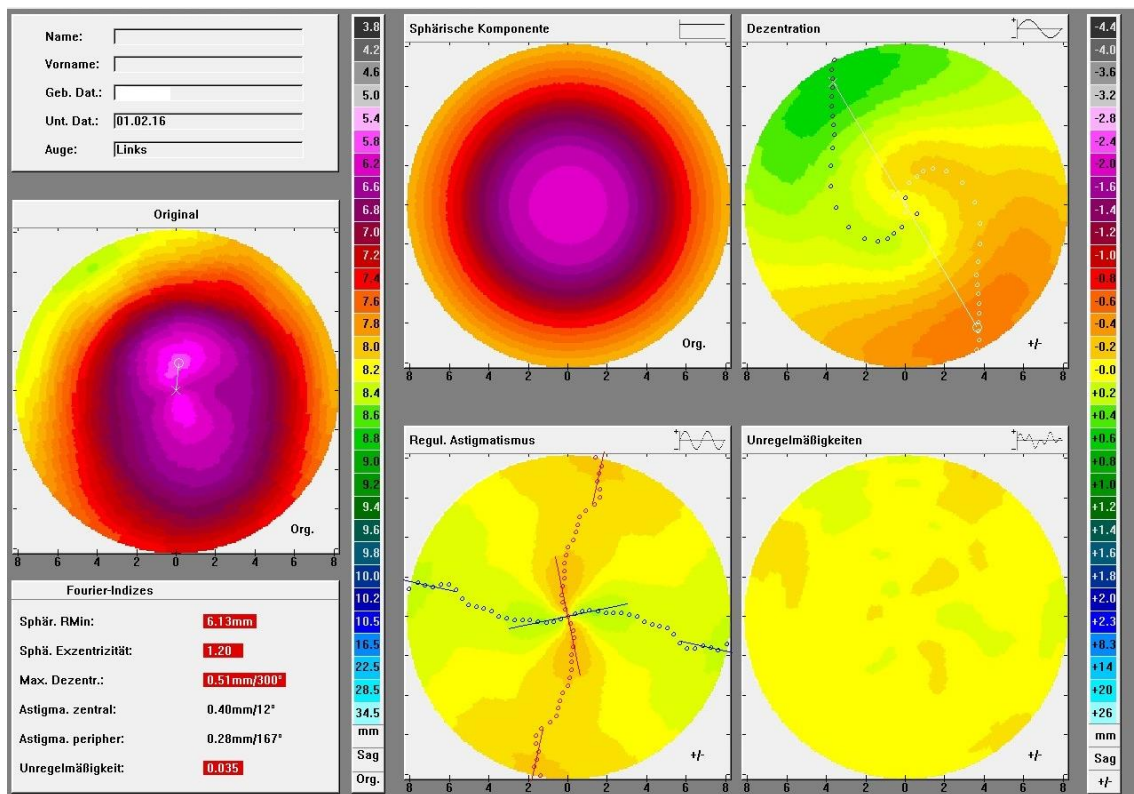 Name:
Vorname:
Geb. Dat.:
Unt. Dat.: 01.02.16
Auge: Links
Original
Org.
8 6 4 2 0 2 4 6 8
Fourier-Indizes
Sphär. RMin: 6.13mm
Sphä. Exzentrizität: 1.20
Max. Dezentr.: 0.51mm/300°
Astigma. zentral: 0.40mm/12°
Astigma. peripher: 0.28mm/167°
Unregelmäßigkeit: 0.035
3.8
4.2
4.6
5.0
5.4
5.8
6.2
6.6
6.8
7.0
7.2
7.4
7.6
7.8
8.0
8.2
8.4
8.6
8.8
9.0
9.2
9.4
9.6
9.8
10.0
10.2
10.5
16.5
22.5
28.5
34.5
mm
Sag
Org.
Sphärische Komponente
Org.
8 6 4 2 0 2 4 6 8
Dezentration
+
−
+/-
8 6 4 2 0 2 4 6 8
Regul. Astigmatismus
+
−
+/-
8 6 4 2 0 2 4 6 8
Unregelmäßigkeiten
+
−
+/-
8 6 4 2 0 2 4 6 8
-4.4
-4.0
-3.6
-3.2
-2.8
-2.4
-2.0
-1.6
-1.4
-1.2
-1.0
-0.8
-0.6
-0.4
-0.2
-0.0
+0.2
+0.4
+0.6
+0.8
+1.0
+1.2
+1.4
+1.6
+1.8
+2.0
+2.3
+8.3
+14
+20
+26
mm
Sag
+/-